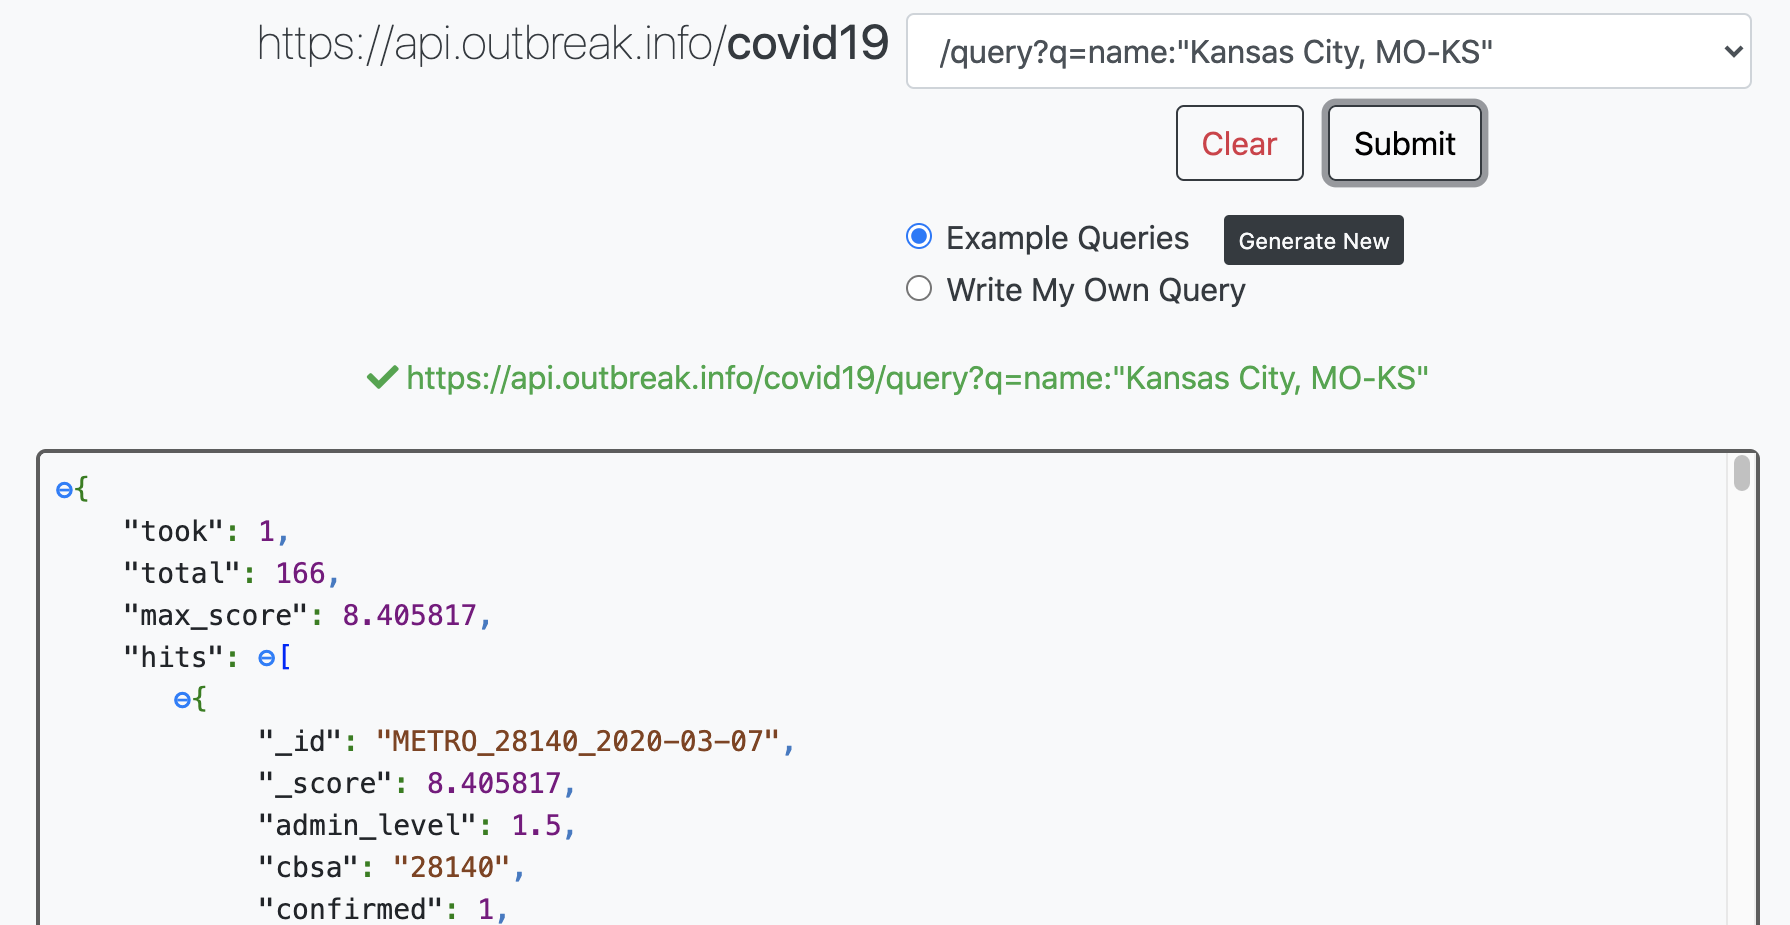 https://api.outbreak.info/covid19 /query?q=name:"Kansas City, MO-KS"
Clear Submit
Example Queries Generate New
Write My Own Query
https://api.outbreak.info/covid19/query?q=name:"Kansas City, MO-KS"
{
"took": 1,
"total": 166,
"max_score": 8.405817,
"hits": [
{
"_id": "METRO_28140_2020-03-07",
"_score": 8.405817,
"admin_level": 1.5,
"cbsa": "28140",
"confirmed": 1,